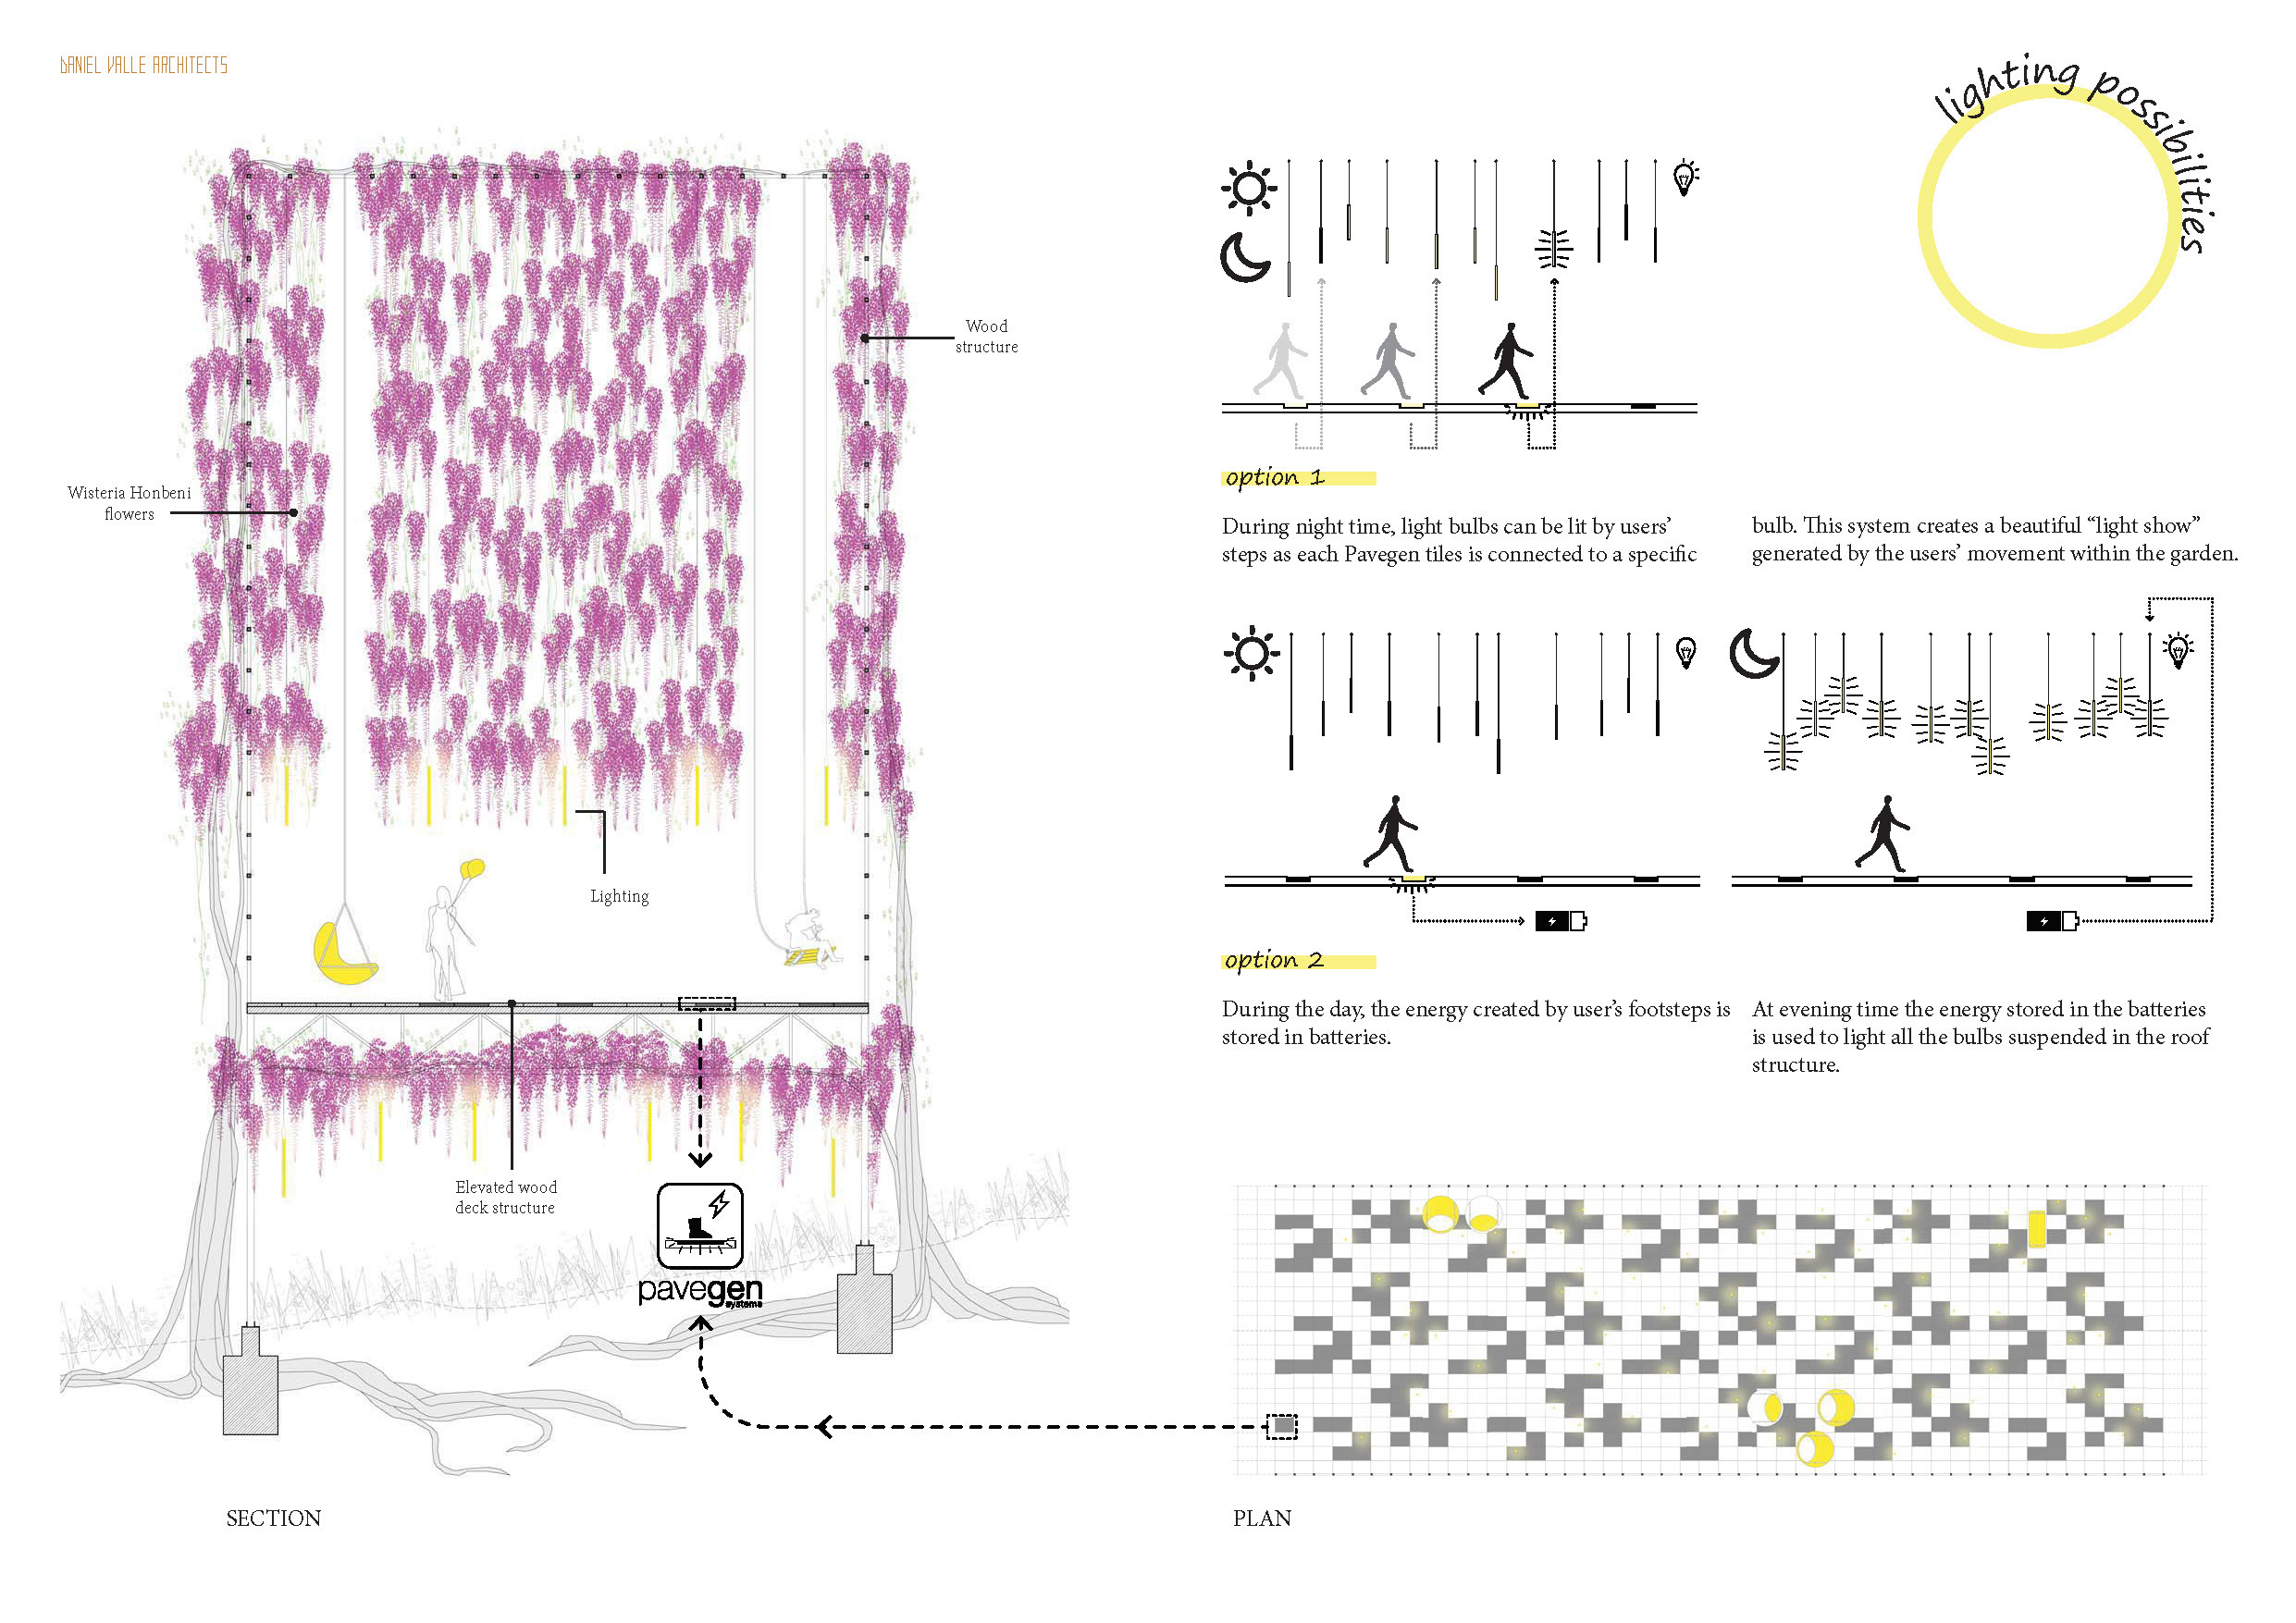 DANIEL VALLE ARCHITECTS
lighting possibilities
Wood
structure
Wisteria Honbeni
flowers
Lighting
Elevated wood
deck structure
pavegen
systems
SECTION
option 1
During night time, light bulbs can be lit by users’
steps as each Pavegen tiles is connected to a specific
bulb. This system creates a beautiful “light show”
generated by the users’ movement within the garden.
option 2
During the day, the energy created by user’s footsteps is
stored in batteries.
At evening time the energy stored in the batteries
is used to light all the bulbs suspended in the roof
structure.
PLAN